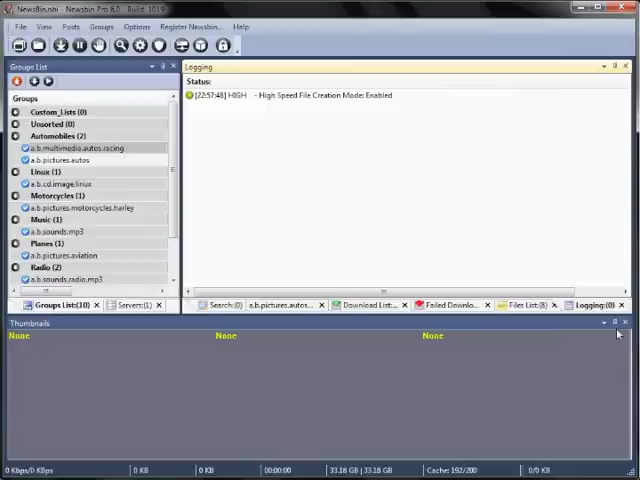 NewsBin.nbi - Newsbin Pro 6.0 Build: 1019
File View Posts Groups Options Register Newsbin... Help
Groups List
Groups
Custom_Lists (0)
Unsorted (0)
Automobiles (2)
a.b.multimedia.autos.racing
a.b.pictures.autos
Linux (1)
a.b.cd.image.linux
Motorcycles (1)
a.b.pictures.motorcycles.harley
Music (1)
a.b.sounds.mp3
Planes (1)
a.b.pictures.aviation
Radio (2)
a.b.sounds.radio.mp3
Groups List:(10) Servers:(1)
Logging
Status:
[22:57:48] HIGH - High Speed File Creation Mode: Enabled
Search:(0) a.b.pictures.autos... Download List:... Failed Downlo... Files List:(8) Logging:(0)
Thumbnails
None None None
0 Kbps/0 KBps 0 KB 0 KB 00:00:00 33.18 GB | 33.18 GB Cache: 192/200 0/0 KB